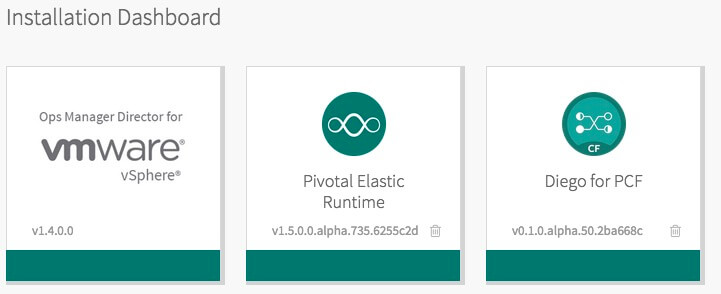 Installation Dashboard
Ops Manager Director for
vmware®
vSphere®
v1.4.0.0
Pivotal Elastic
Runtime
v1.5.0.0.alpha.735.6255c2d
CF
Diego for PCF
v0.1.0.alpha.50.2ba668c